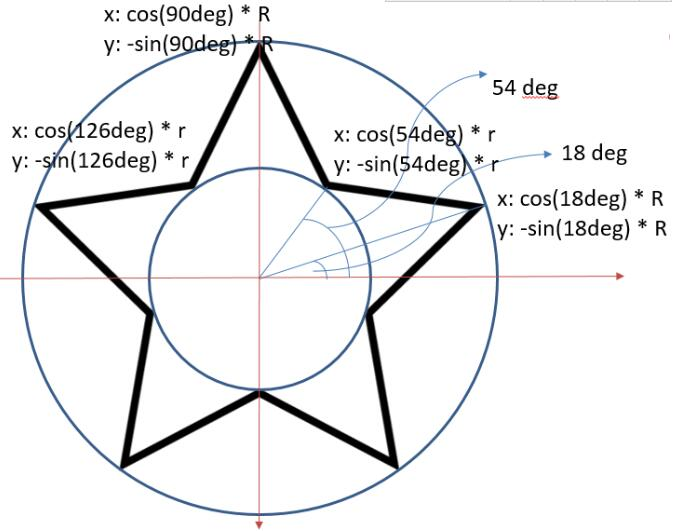 x: cos(90deg) * R
y: -sin(90deg) * R
54 deg
x: cos(126deg) * r
y: -sin(126deg) * r
x: cos(54deg) * r
y: -sin(54deg) * r
18 deg
x: cos(18deg) * R
y: -sin(18deg) * R